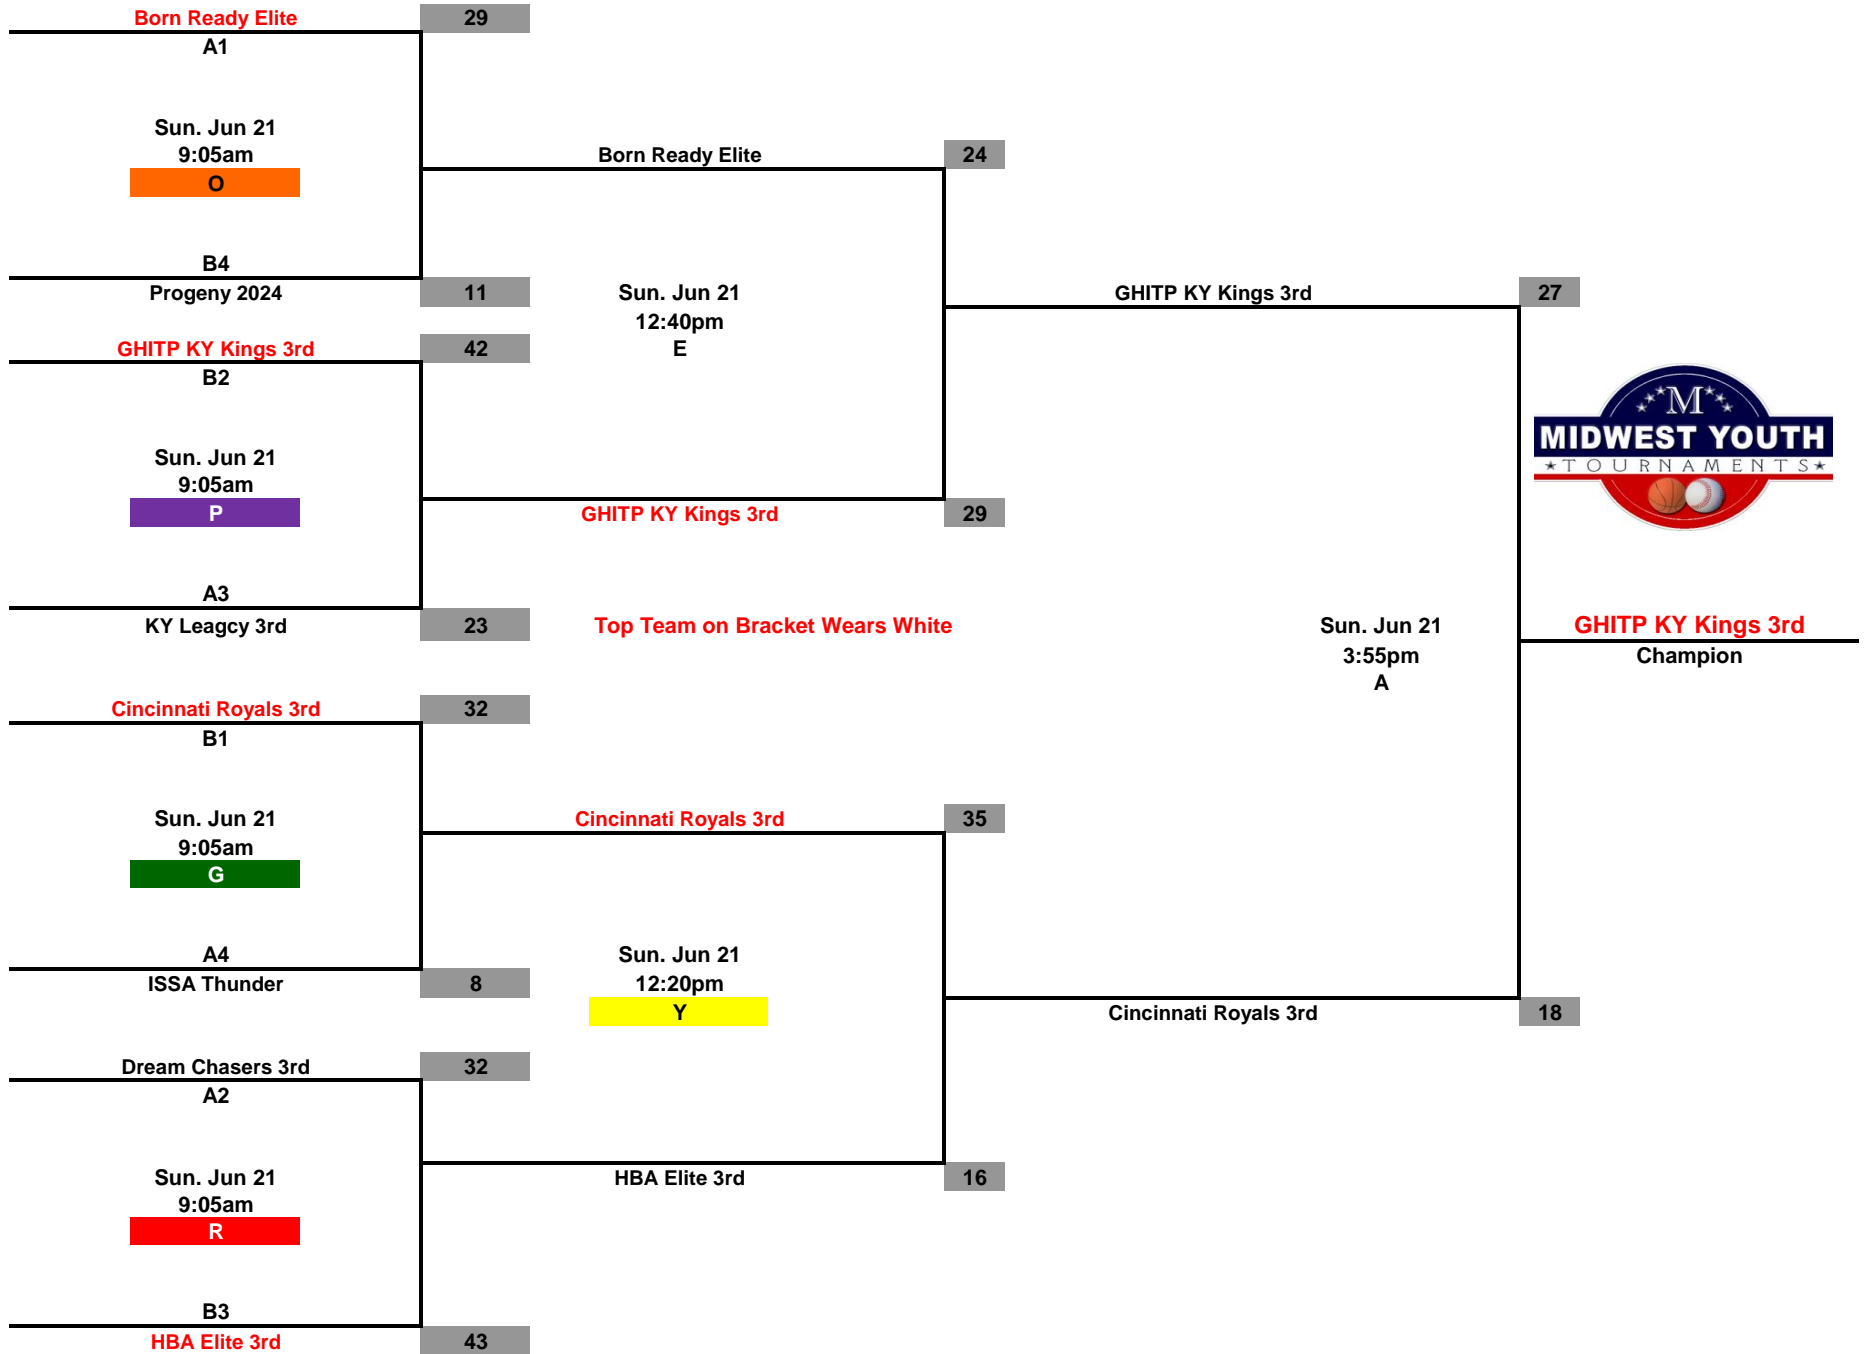 Born Ready Elite 29
A1
Sun. Jun 21
9:05am
O
B4
Progeny 2024 11
GHITP KY Kings 3rd 42
B2
Sun. Jun 21
9:05am
P
A3
KY Leagcy 3rd 23
Cincinnati Royals 3rd 32
B1
Sun. Jun 21
9:05am
G
A4
ISSA Thunder 8
Dream Chasers 3rd 32
A2
Sun. Jun 21
9:05am
R
B3
HBA Elite 3rd 43
Born Ready Elite 24
Sun. Jun 21
12:40pm
E
GHITP KY Kings 3rd 29
Top Team on Bracket Wears White
Cincinnati Royals 3rd 35
Sun. Jun 21
12:20pm
Y
HBA Elite 3rd 16
GHITP KY Kings 3rd 27
Sun. Jun 21
3:55pm
A
Cincinnati Royals 3rd 18
M
MIDWEST YOUTH
TOURNAMENTS
GHITP KY Kings 3rd
Champion